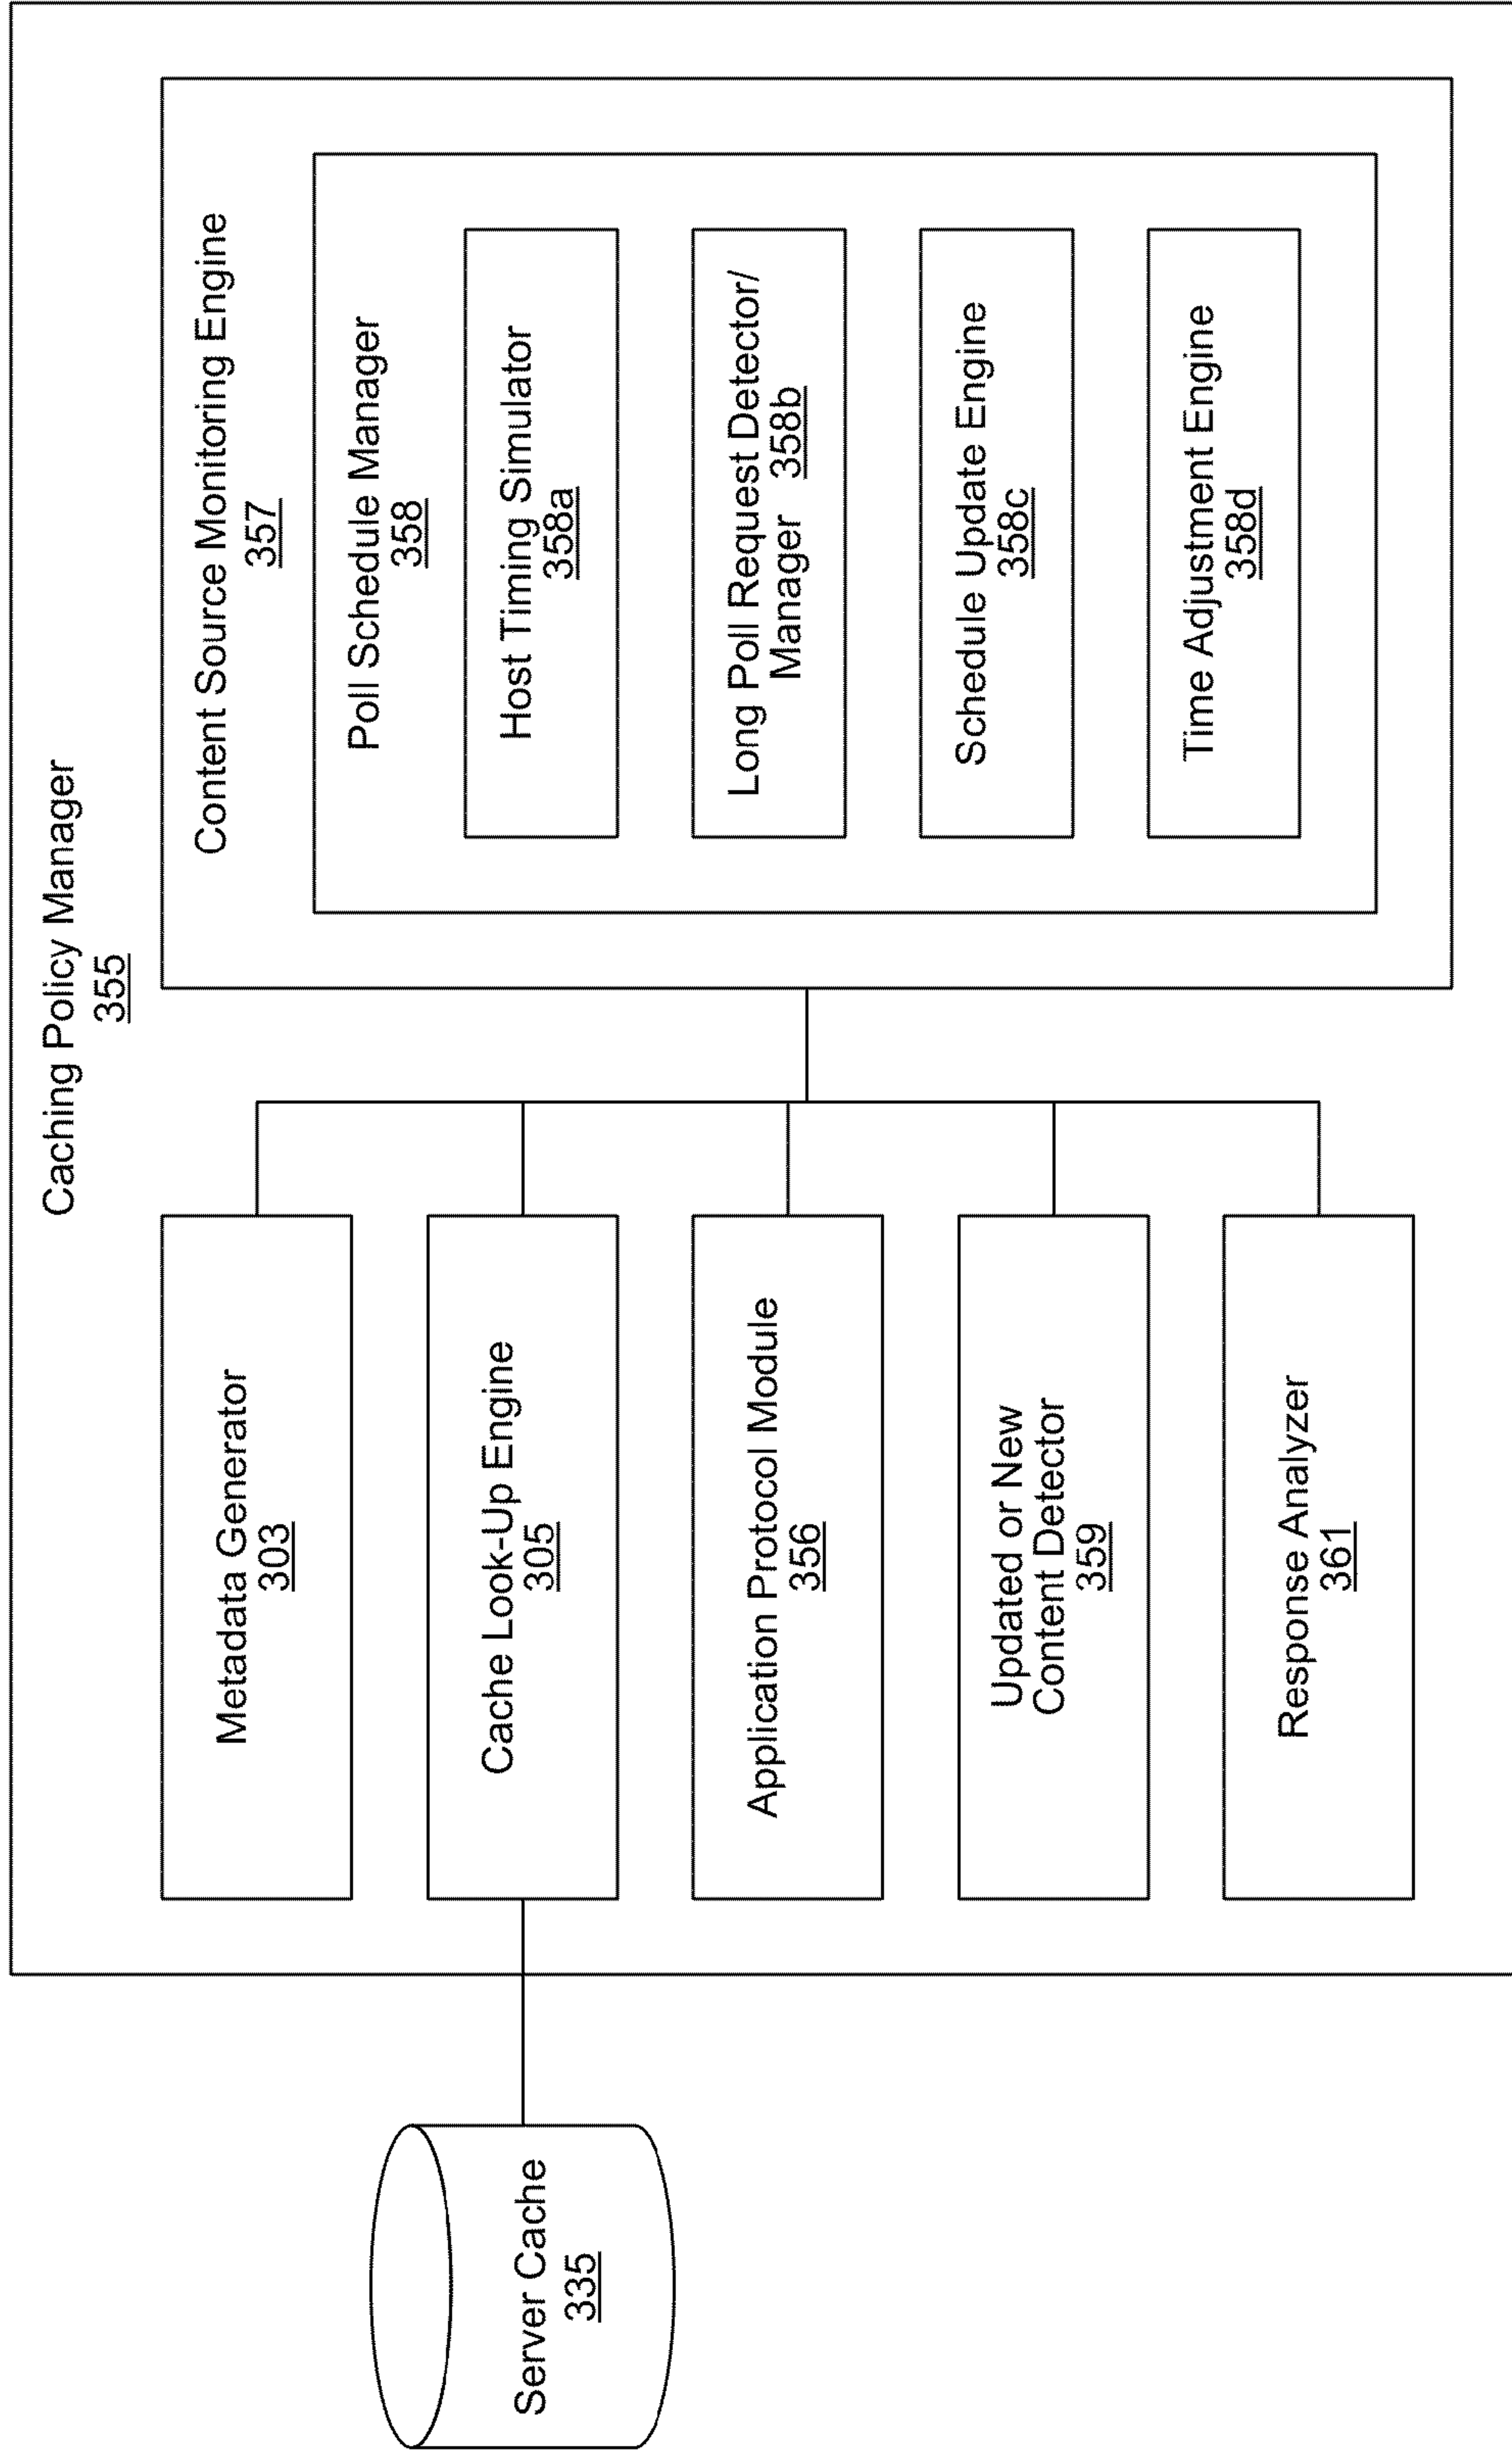 Caching Policy Manager
355
Server Cache
335
Metadata Generator
303
Cache Look-Up Engine
305
Application Protocol Module
356
Updated or New
Content Detector
359
Response Analyzer
361
Content Source Monitoring Engine
357
Poll Schedule Manager
358
Host Timing Simulator
358a
Long Poll Request Detector/
Manager 358b
Schedule Update Engine
358c
Time Adjustment Engine
358d